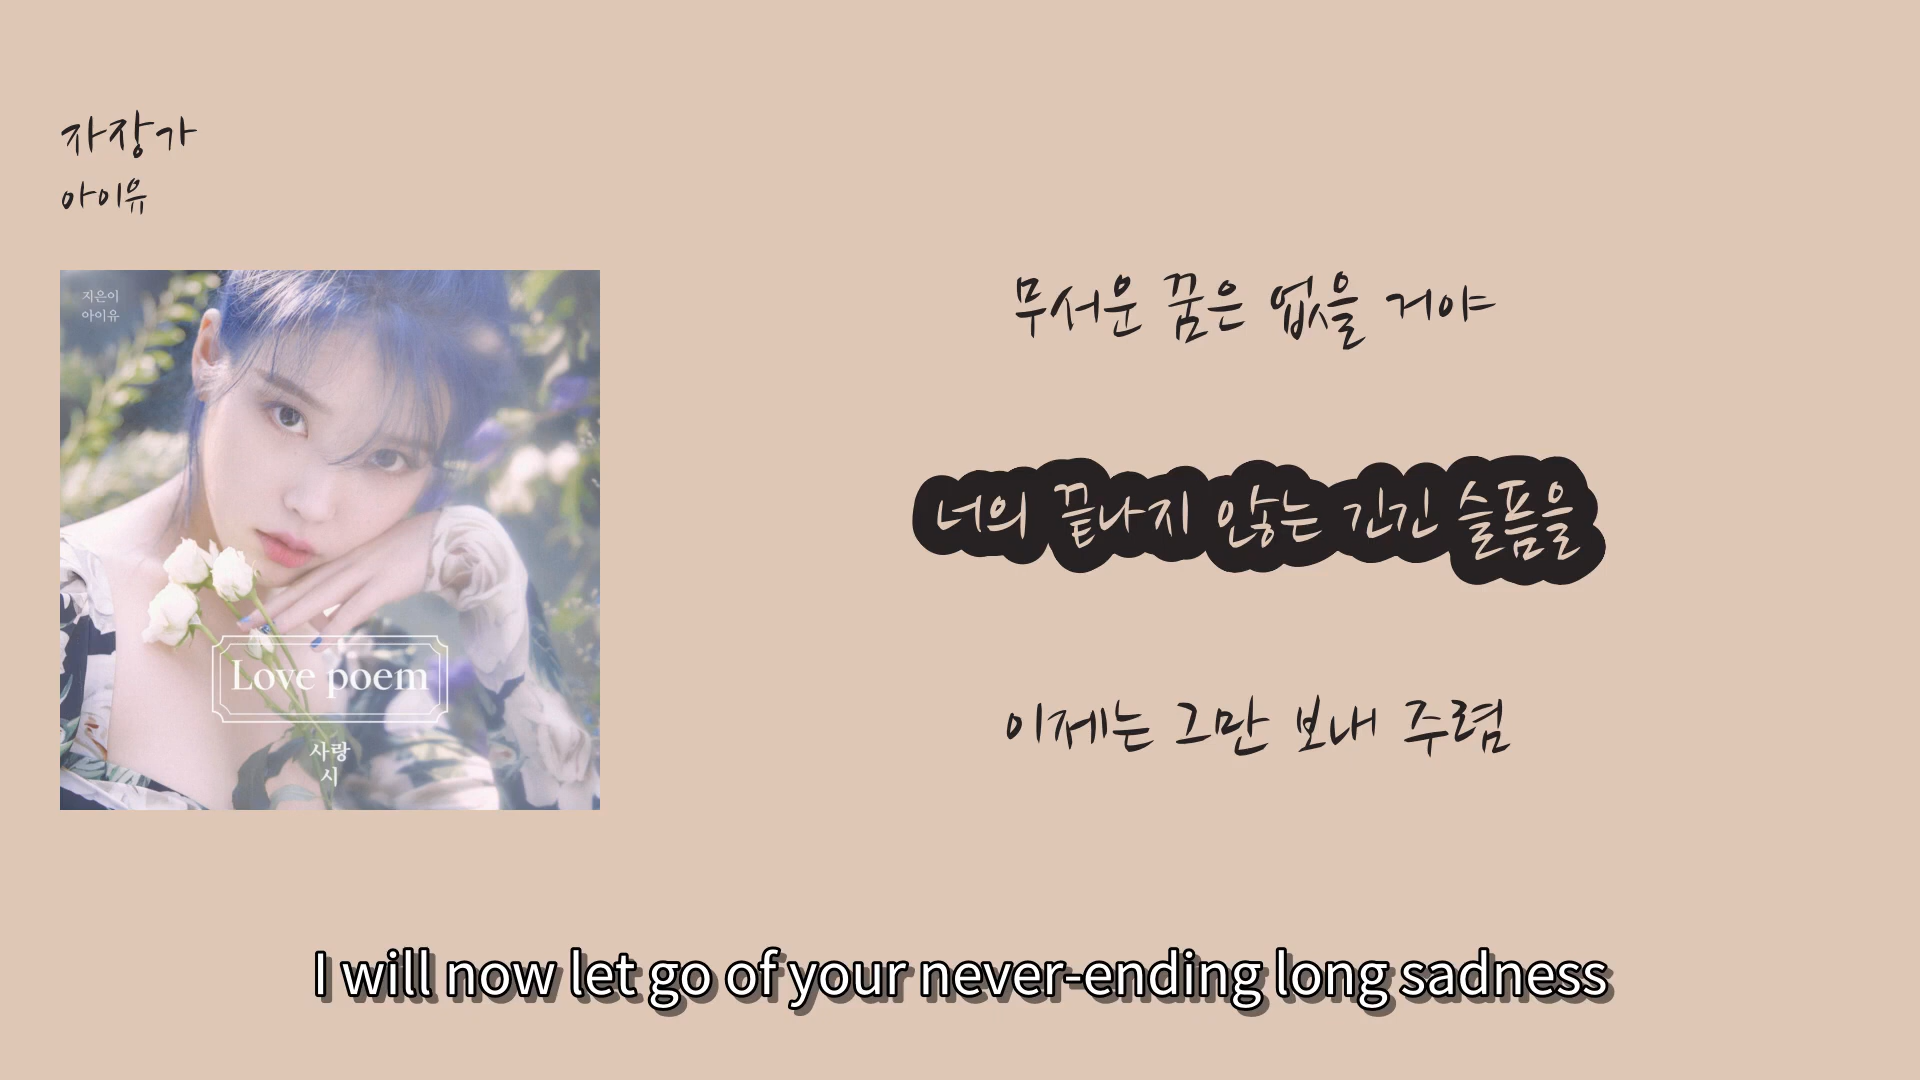 자장가
아이유
지은이
아이유
Love poem
사랑
시
무서운 꿈은 없을 거야
너의 끝나지 않는 긴긴 슬픔을
이제는 그만 보내 주렴
I will now let go of your never-ending long sadness